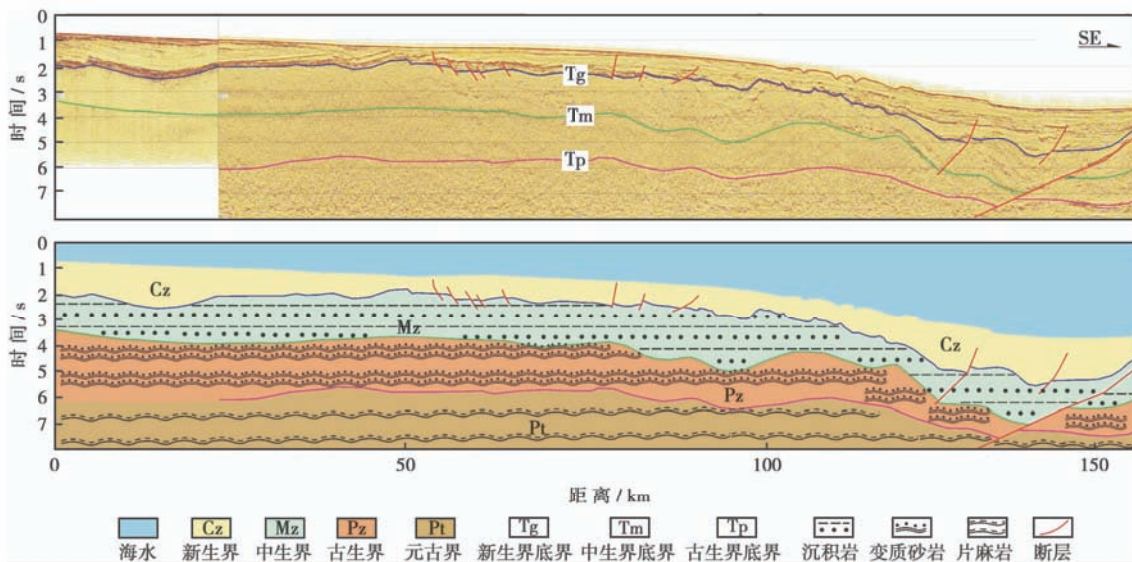 0
1
2
3
4
5
6
7
时间/s
SE
Tg
Tm
Tp
0
1
2
3
4
5
6
7
时间/s
Cz
Mz
Cz
Pz
Pt
0 50 100 150
距离/km
Cz Mz Pz Pt Tg Tm Tp
海水 新生界 中生界 古生界 元古界 新生界底界 中生界底界 古生界底界 沉积岩 变质砂岩 片麻岩 断层